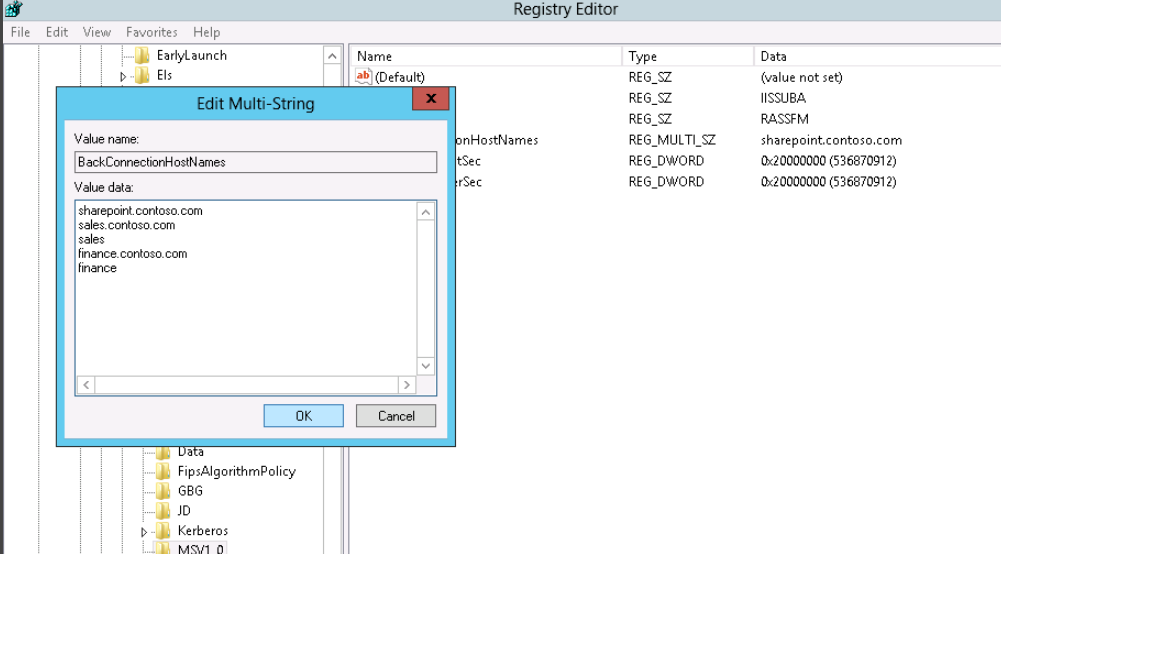 Registry Editor
File Edit View Favorites Help
EarlyLaunch
Els
Name Type Data
ab (Default) REG_SZ (value not set)
REG_SZ IISSUBA
REG_SZ RASSFM
onHostNames REG_MULTI_SZ sharepoint.contoso.com
tSec REG_DWORD 0x20000000 (536870912)
rSec REG_DWORD 0x20000000 (536870912)
Edit Multi-String
x
Value name:
BackConnectionHostNames
Value data:
sharepoint.contoso.com
sales.contoso.com
sales
finance.contoso.com
finance
OK Cancel
Data
FipsAlgorithmPolicy
GBG
JD
Kerberos
MSV1_0